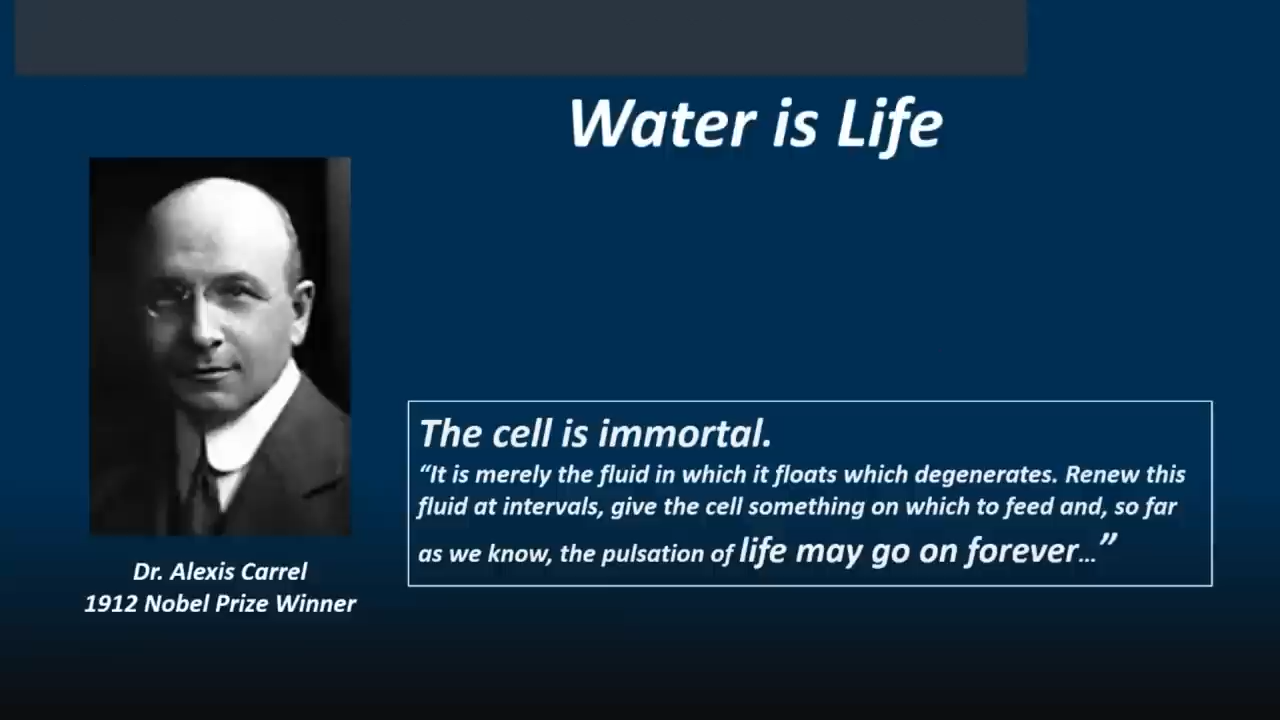 Water is Life
The cell is immortal.
“It is merely the fluid in which it floats which degenerates. Renew this
fluid at intervals, give the cell something on which to feed and, so far
as we know, the pulsation of life may go on forever…”
Dr. Alexis Carrel
1912 Nobel Prize Winner